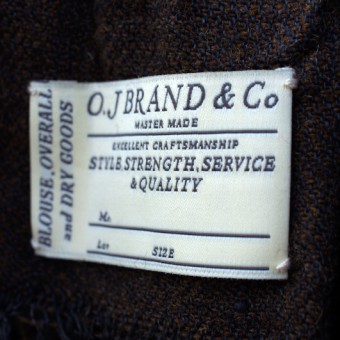 O.J BRAND & Co
MASTER MADE
EXCELLENT CRAFTSMANSHIP
STYLE, STRENGTH, SERVICE
& QUALITY
No
Lot SIZE
BLOUSE, OVERALL
and DRY GOODS